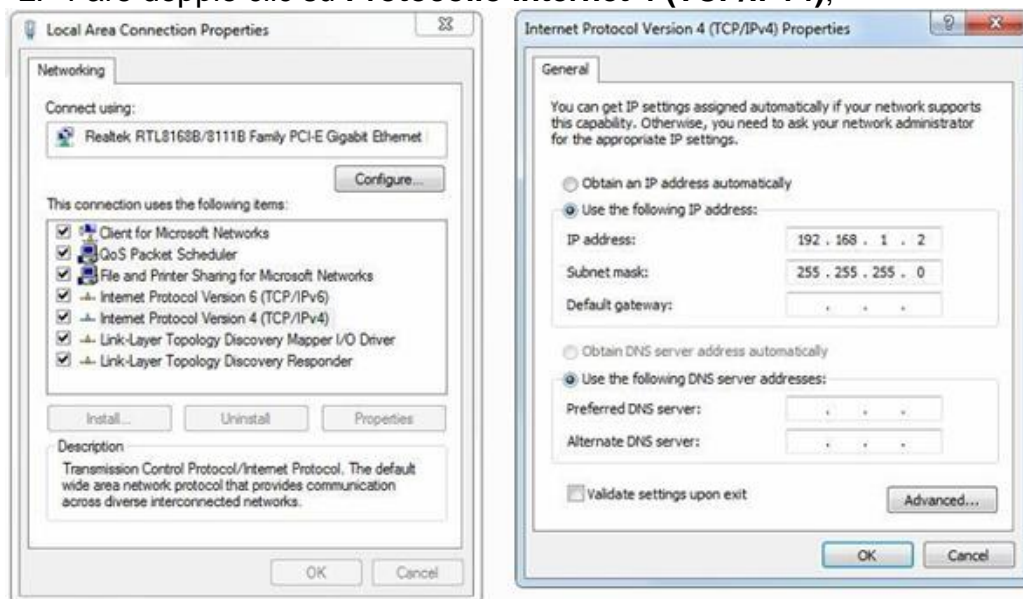 Local Area Connection Properties
Networking
Connect using:
Realtek RTL8168B/8111B Family PCI-E Gigabit Ethernet
Configure...
This connection uses the following items:
Client for Microsoft Networks
QoS Packet Scheduler
File and Printer Sharing for Microsoft Networks
Internet Protocol Version 6 (TCP/IPv6)
Internet Protocol Version 4 (TCP/IPv4)
Link-Layer Topology Discovery Mapper I/O Driver
Link-Layer Topology Discovery Responder
Install...
Uninstall
Properties
Description
Transmission Control Protocol/Internet Protocol. The default
wide area network protocol that provides communication
across diverse interconnected networks.
OK
Cancel
Internet Protocol Version 4 (TCP/IPv4) Properties
General
You can get IP settings assigned automatically if your network supports
this capability. Otherwise, you need to ask your network administrator
for the appropriate IP settings.
Obtain an IP address automatically
Use the following IP address:
IP address: 192 . 168 . 1 . 2
Subnet mask: 255 . 255 . 255 . 0
Default gateway: . . .
Obtain DNS server address automatically
Use the following DNS server addresses:
Preferred DNS server: . . .
Alternate DNS server: . . .
Validate settings upon exit
Advanced...
OK
Cancel